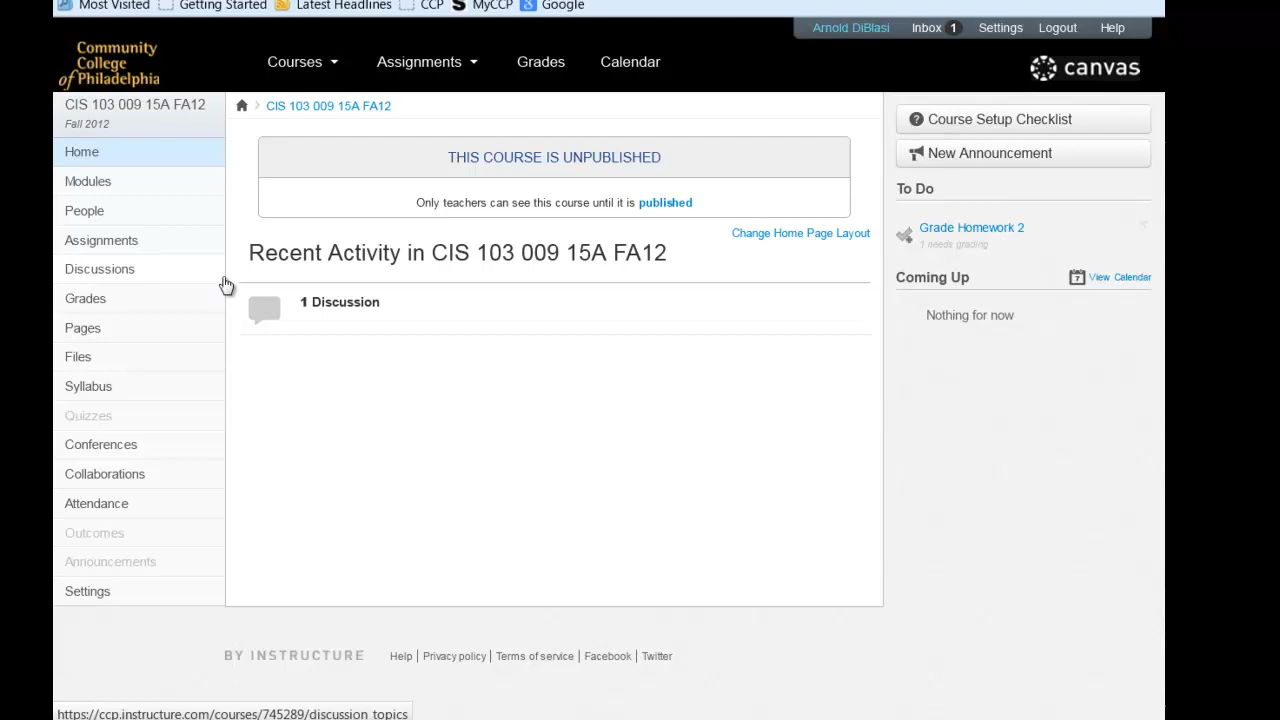 Most Visited Getting Started Latest Headlines CCP MyCCP Google
Arnold DiBlasi Inbox 1 Settings Logout Help
Community
College
of Philadelphia
Courses Assignments Grades Calendar
canvas
CIS 103 009 15A FA12
Fall 2012
Home
Modules
People
Assignments
Discussions
Grades
Pages
Files
Syllabus
Quizzes
Conferences
Collaborations
Attendance
Outcomes
Announcements
Settings
CIS 103 009 15A FA12
THIS COURSE IS UNPUBLISHED
Only teachers can see this course until it is published
Change Home Page Layout
Recent Activity in CIS 103 009 15A FA12
1 Discussion
Course Setup Checklist
New Announcement
To Do
Grade Homework 2
1 needs grading
Coming Up
7 View Calendar
Nothing for now
BY INSTRUCTURE Help | Privacy policy | Terms of service | Facebook | Twitter
https://ccp.instructure.com/courses/745289/discussion_topics